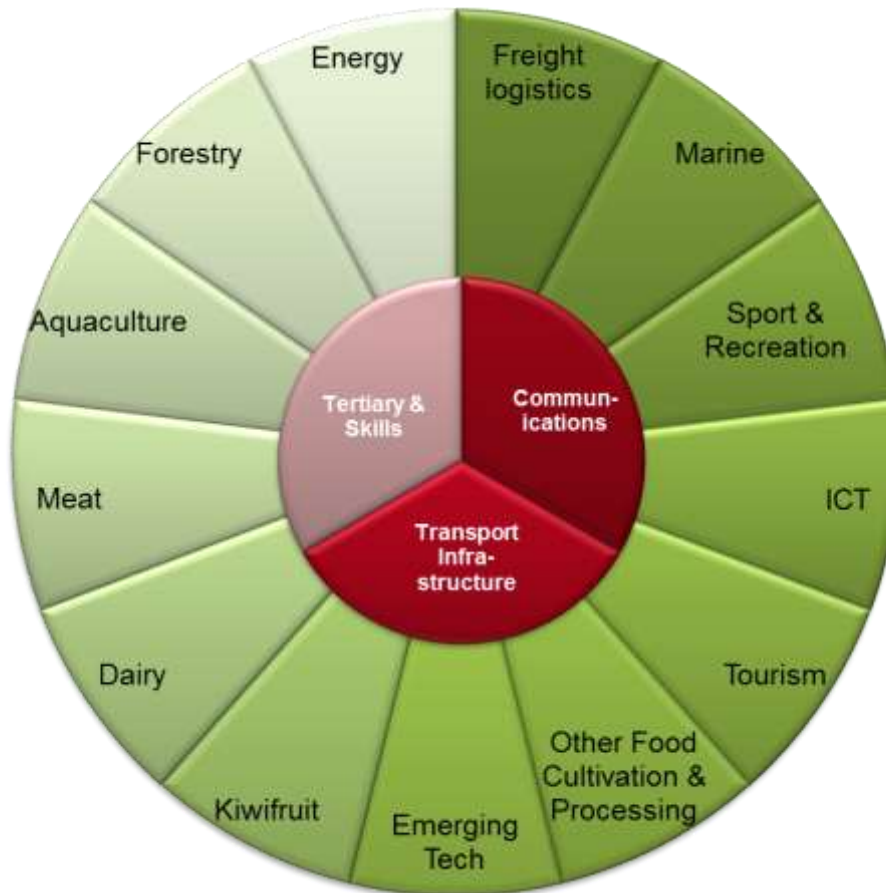 Energy
Freight
logistics
Forestry
Marine
Aquaculture
Sport &
Recreation
Tertiary &
Skills
Commun-
ications
Meat
ICT
Transport
Infra-
structure
Dairy
Tourism
Other Food
Cultivation &
Processing
Kiwifruit
Emerging
Tech